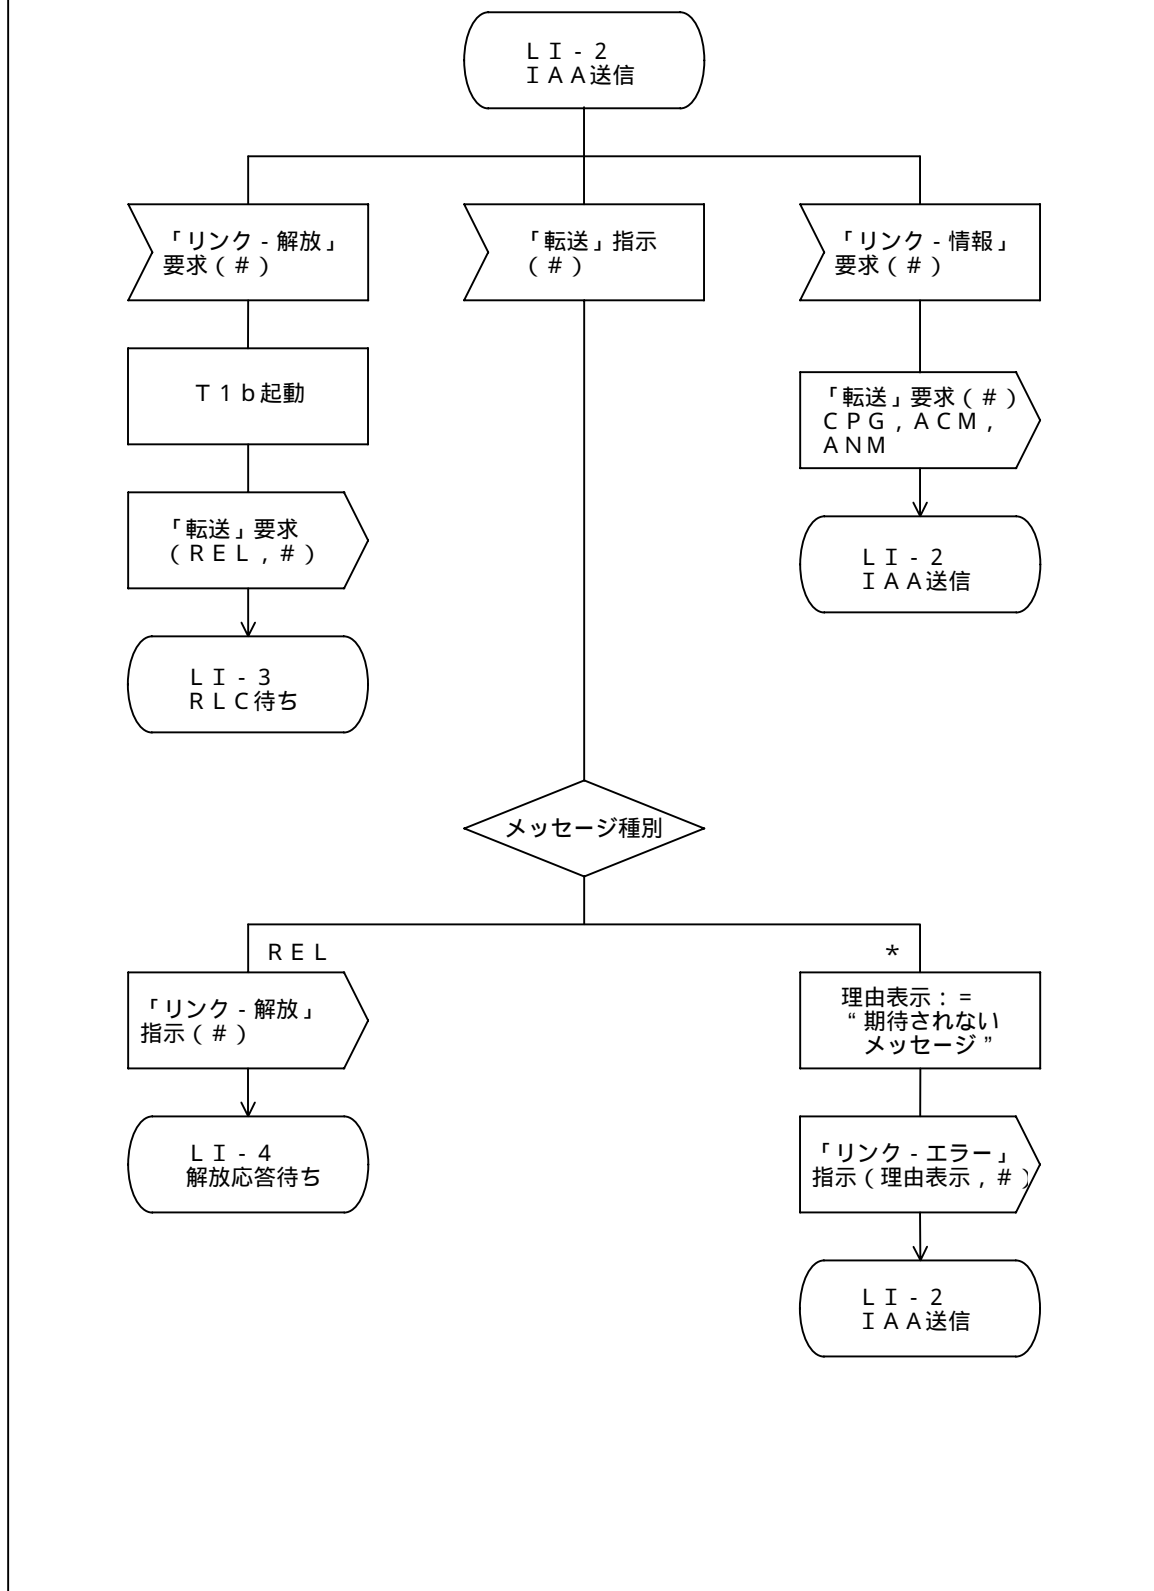 ＬＩ-２
ＩＡＡ送信
「リンク-解放」
要求(＃)
「転送」指示
(＃)
「リンク-情報」
要求(＃)
Ｔ１ｂ起動
「転送」要求(＃)
ＣＰＧ,ＡＣＭ,
ＡＮＭ
「転送」要求
(ＲＥＬ,＃)
ＬＩ-２
ＩＡＡ送信
ＬＩ-３
ＲＬＣ待ち
メッセージ種別
ＲＥＬ
*
「リンク-解放」
指示(＃)
理由表示:=
“期待されない
メッセージ”
ＬＩ-４
解放応答待ち
「リンク-エラー」
指示(理由表示,＃)
ＬＩ-２
ＩＡＡ送信